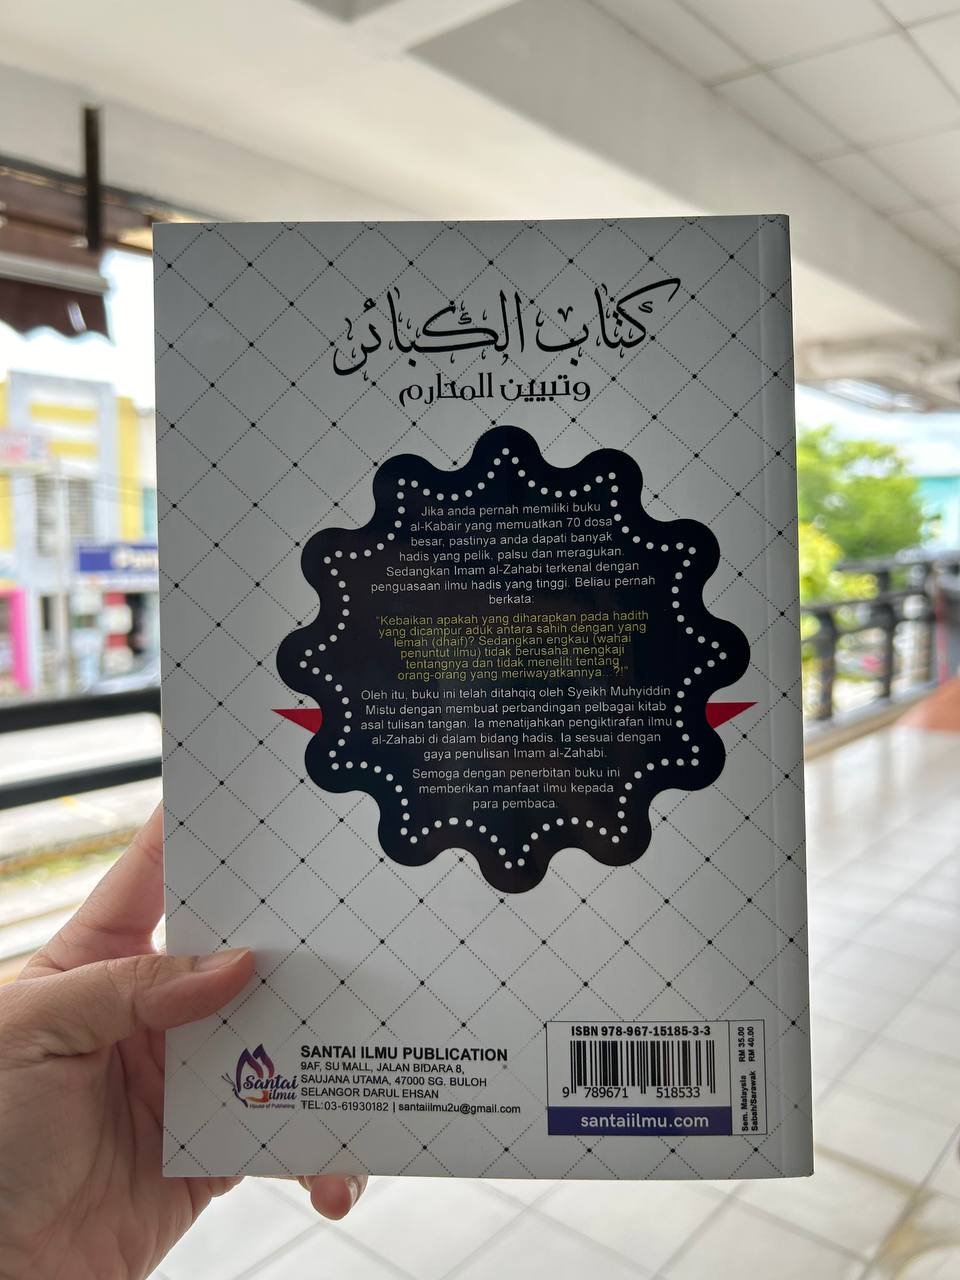 كتاب الكبائر
وتبيين المحارم
Jika anda pernah memiliki buku
al-Kabair yang memuatkan 70 dosa
besar, pastinya anda dapati banyak
hadis yang pelik, palsu dan meragukan.
Sedangkan Imam al-Zahabi terkenal dengan
penguasaan ilmu hadis yang tinggi. Beliau pernah
berkata:
"Kebaikan apakah yang diharapkan pada hadith
yang dicampur aduk antara sahih dengan yang
lemah (dhaif)? Sedangkan engkau (wahai
penuntut ilmu) tidak berusaha mengkaji
tentangnya dan tidak meneliti tentang
orang-orang yang meriwayatkannya...?!"
Oleh itu, buku ini telah ditahqiq oleh Syeikh Muhyiddin
Mistu dengan membuat perbandingan pelbagai kitab
asal tulisan tangan. Ia menatijahkan pengiktirafan ilmu
al-Zahabi di dalam bidang hadis. Ia sesuai dengan
gaya penulisan Imam al-Zahabi.
Semoga dengan penerbitan buku ini
memberikan manfaat ilmu kepada
para pembaca.
Santai
ilmu
House of Publishing
SANTAI ILMU PUBLICATION
9AF, SU MALL, JALAN BIDARA 8,
SAUJANA UTAMA, 47000 SG. BULOH
SELANGOR DARUL EHSAN
TEL:03-61930182 | santaiilmu2u@gmail.com
ISBN 978-967-15185-3-3
9 789671 518533
santaiilmu.com
Sem. Malaysia RM 35.00
Sabah/Sarawak RM 40.00